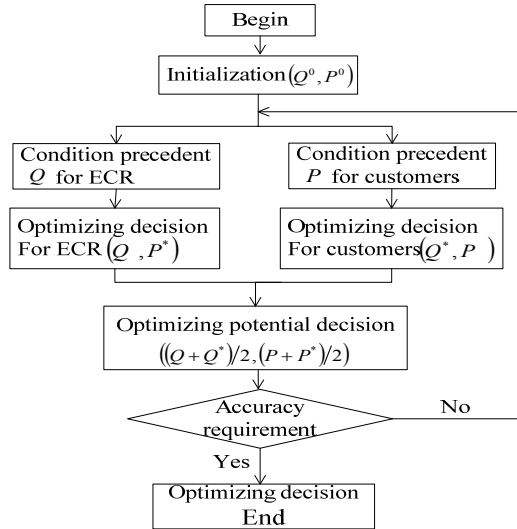 Begin
Initialization(Q⁰, P⁰)
Condition precedent
Q for ECR
Condition precedent
P for customers
Optimizing decision
For ECR(Q , P*)
Optimizing decision
For customers(Q*, P )
Optimizing potential decision
((Q+Q*)/2,(P+P*)/2)
Accuracy
requirement
No
Yes
Optimizing decision
End